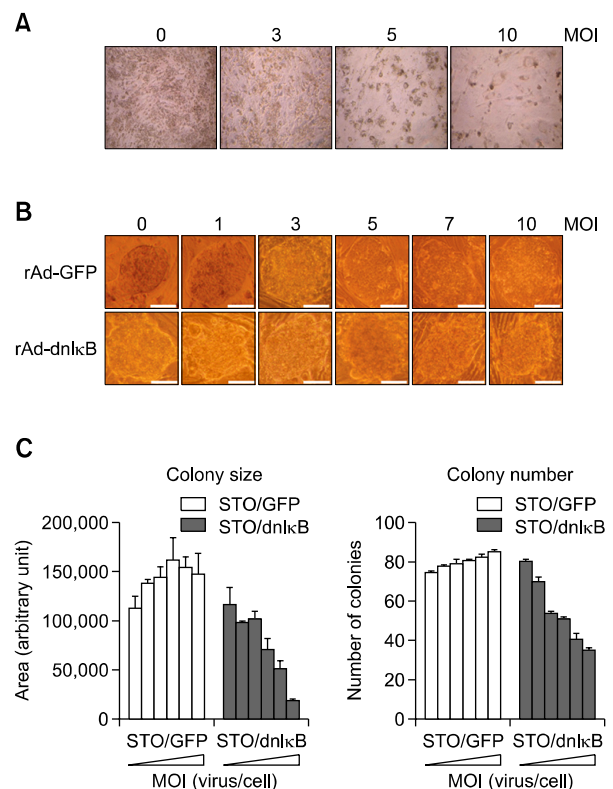 A
0 3 5 10 MOI
B
0 1 3 5 7 10 MOI
rAd-GFP
rAd-dnIκB
C
Colony size
STO/GFP
STO/dnIκB
200,000
150,000
100,000
50,000
0
Area (arbitrary unit)
STO/GFP STO/dnIκB
MOI (virus/cell)
Colony number
STO/GFP
STO/dnIκB
100
80
60
40
20
0
Number of colonies
STO/GFP STO/dnIκB
MOI (virus/cell)